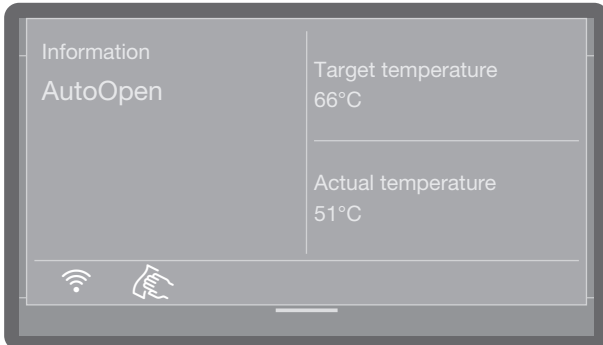 Information
AutoOpen
Target temperature
66°C
Actual temperature
51°C